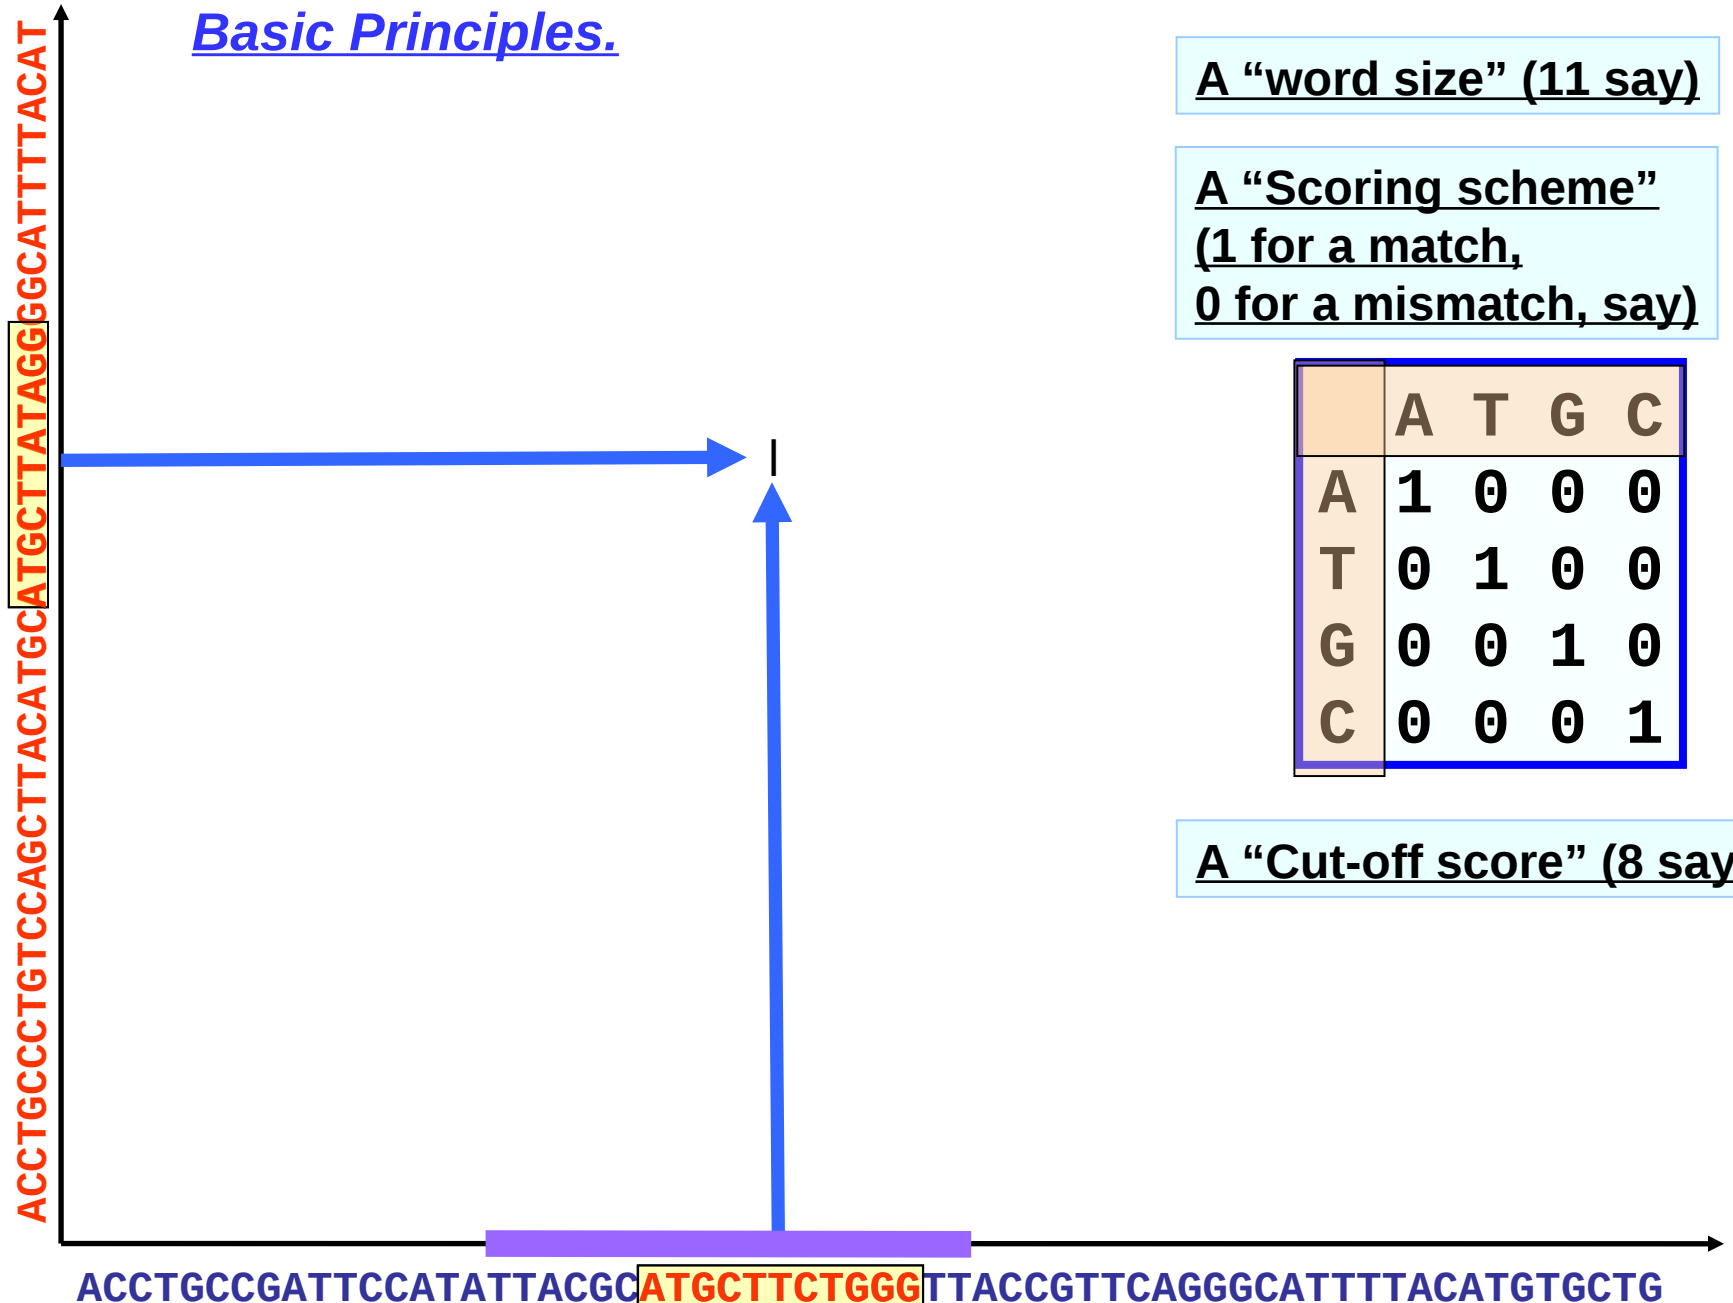 Basic Principles.
ACCTGCCCTGTCCAGCTTACATGCATGCTTATAGGGGCATTTTACAT
A “word size” (11 say)
A “Scoring scheme”
(1 for a match,
0 for a mismatch, say)
A T G C
A 1 0 0 0
T 0 1 0 0
G 0 0 1 0
C 0 0 0 1
A “Cut-off score” (8 say
ACCTGCCGATTCCATATTACGCATGCTTCTGGGTTACCGTTCAGGGCATTTTACATGTGCTG